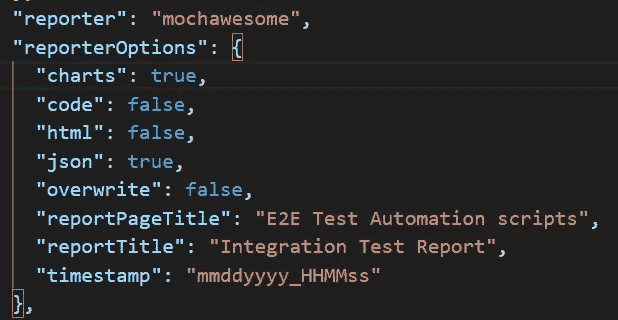 "reporter": "mochawesome",
"reporterOptions": {
"charts": true,
"code": false,
"html": false,
"json": true,
"overwrite": false,
"reportPageTitle": "E2E Test Automation scripts",
"reportTitle": "Integration Test Report",
"timestamp": "mmddyyyy_HHMMss"
},